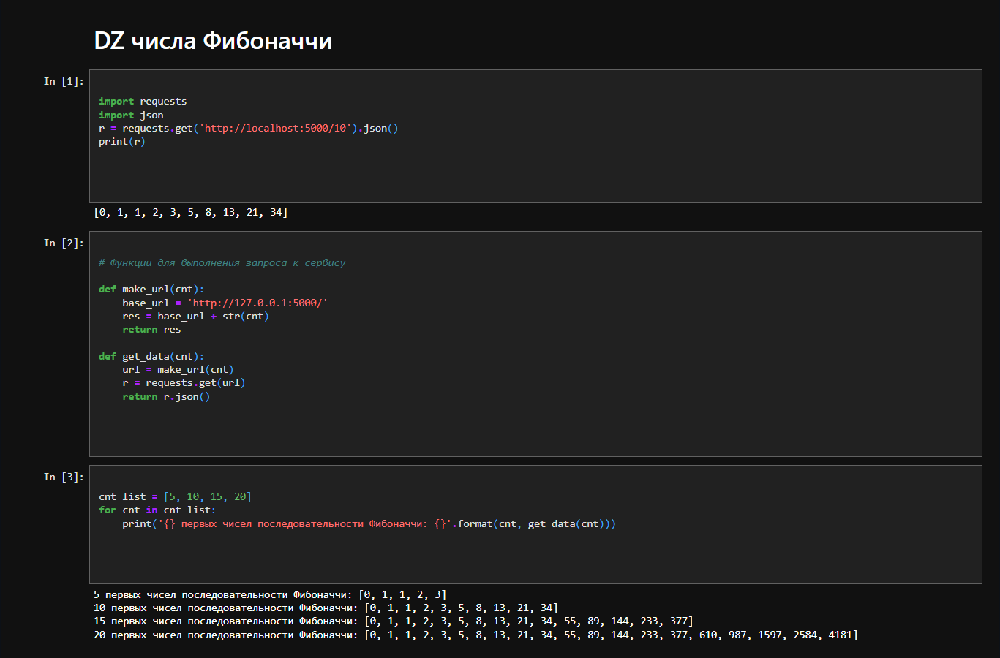 DZ числа Фибоначчи
In [1]:
import requests
import json
r = requests.get('http://localhost:5000/10').json()
print(r)
[0, 1, 1, 2, 3, 5, 8, 13, 21, 34]
In [2]:
# Функции для выполнения запроса к сервису
def make_url(cnt):
    base_url = 'http://127.0.0.1:5000/'
    res = base_url + str(cnt)
    return res
def get_data(cnt):
    url = make_url(cnt)
    r = requests.get(url)
    return r.json()
In [3]:
cnt_list = [5, 10, 15, 20]
for cnt in cnt_list:
    print('{} первых чисел последовательности Фибоначчи: {}'.format(cnt, get_data(cnt)))
5 первых чисел последовательности Фибоначчи: [0, 1, 1, 2, 3]
10 первых чисел последовательности Фибоначчи: [0, 1, 1, 2, 3, 5, 8, 13, 21, 34]
15 первых чисел последовательности Фибоначчи: [0, 1, 1, 2, 3, 5, 8, 13, 21, 34, 55, 89, 144, 233, 377]
20 первых чисел последовательности Фибоначчи: [0, 1, 1, 2, 3, 5, 8, 13, 21, 34, 55, 89, 144, 233, 377, 610, 987, 1597, 2584, 4181]